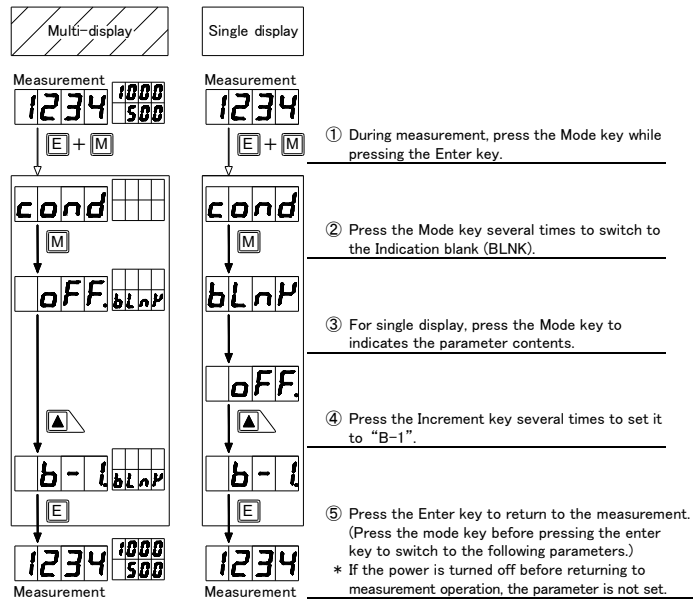 Multi-display
Single display
Measurement
Measurement
1234 1000
500
1234
E + M
E + M
① During measurement, press the Mode key while
pressing the Enter key.
cond
cond
M
M
② Press the Mode key several times to switch to
the Indication blank (BLNK).
oFF. bLnK
bLnK
③ For single display, press the Mode key to
indicates the parameter contents.
oFF.
④ Press the Increment key several times to set it
to “B-1”.
b-1. bLnK
b-1.
E
E
⑤ Press the Enter key to return to the measurement.
(Press the mode key before pressing the enter
key to switch to the following parameters.)
* If the power is turned off before returning to
measurement operation, the parameter is not set.
1234 1000
500
1234
Measurement
Measurement